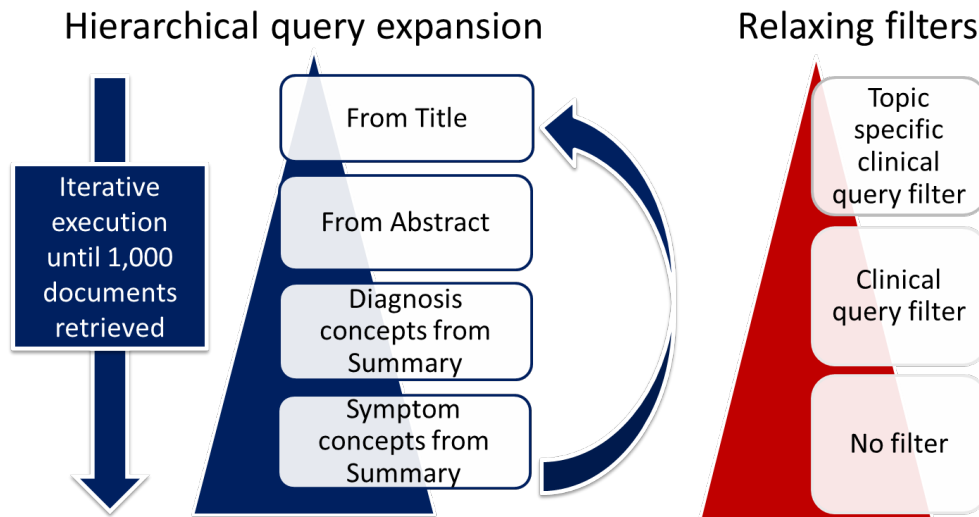 Hierarchical query expansion
Relaxing filters
Iterative
execution
until 1,000
documents
retrieved
From Title
From Abstract
Diagnosis
concepts from
Summary
Symptom
concepts from
Summary
Topic
specific
clinical
query filter
Clinical
query filter
No filter